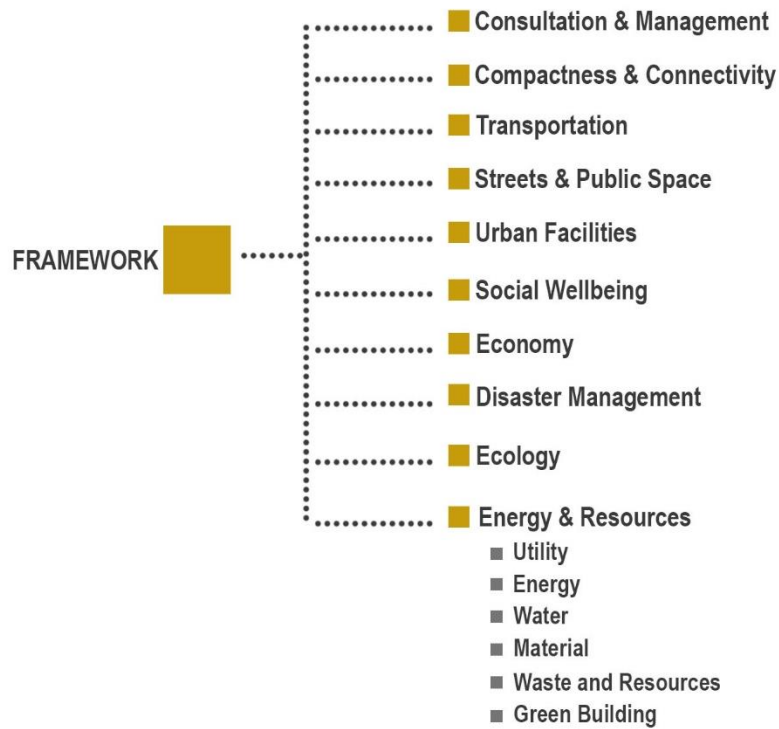 Consultation & Management
Compactness & Connectivity
Transportation
Streets & Public Space
Urban Facilities
FRAMEWORK
Social Wellbeing
Economy
Disaster Management
Ecology
Energy & Resources
Utility
Energy
Water
Material
Waste and Resources
Green Building